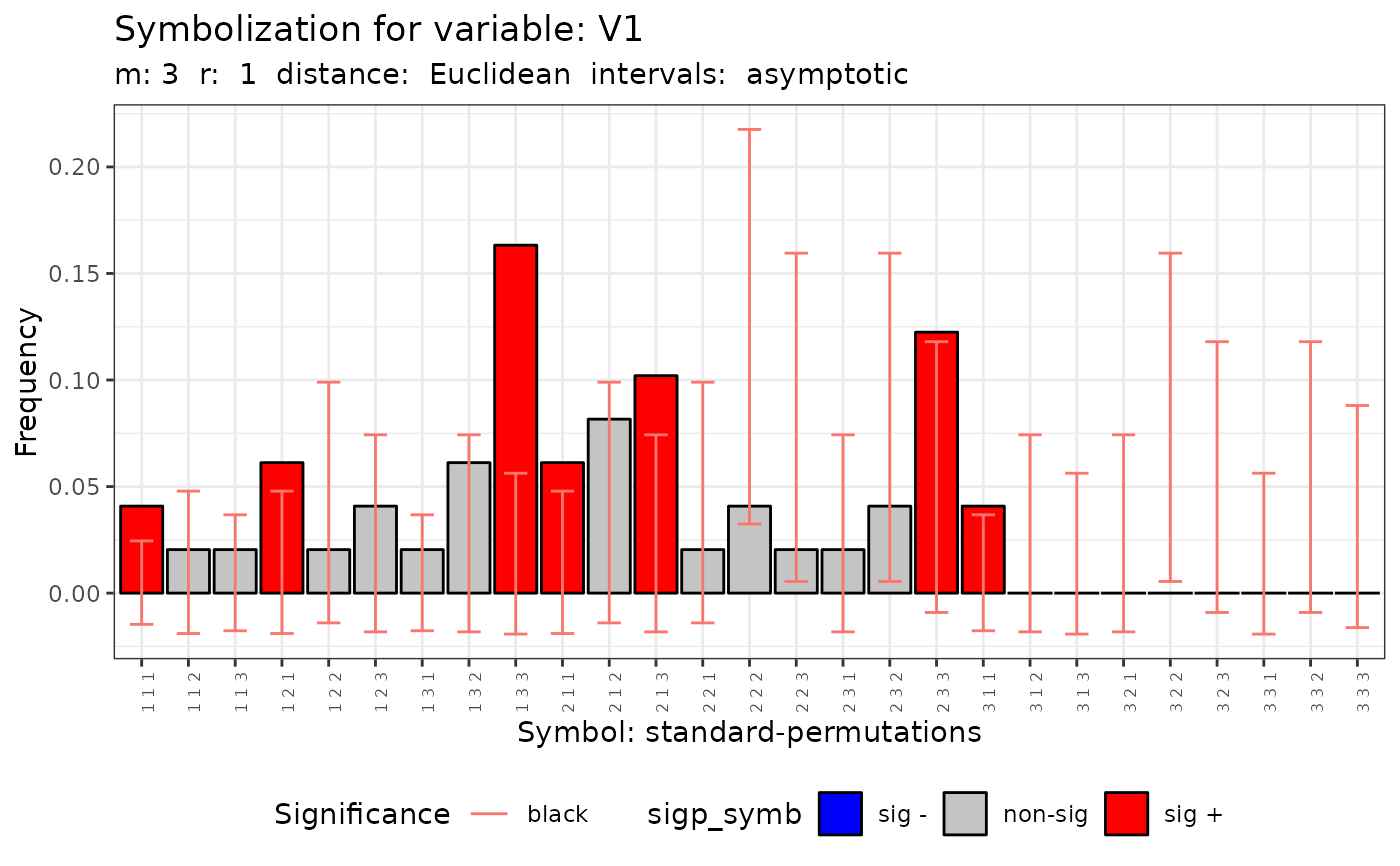 Symbolization for variable: V1
m: 3 r: 1 distance: Euclidean intervals: asymptotic
Frequency
0.20
0.15
0.10
0.05
0.00
1 1 1
1 1 2
1 1 3
1 2 1
1 2 2
1 2 3
1 3 1
1 3 2
1 3 3
2 1 1
2 1 2
2 1 3
2 2 1
2 2 2
2 2 3
2 3 1
2 3 2
2 3 3
3 1 1
3 1 2
3 1 3
3 2 1
3 2 2
3 2 3
3 3 1
3 3 2
3 3 3
Symbol: standard-permutations
Significance black sigp_symb sig - non-sig sig +